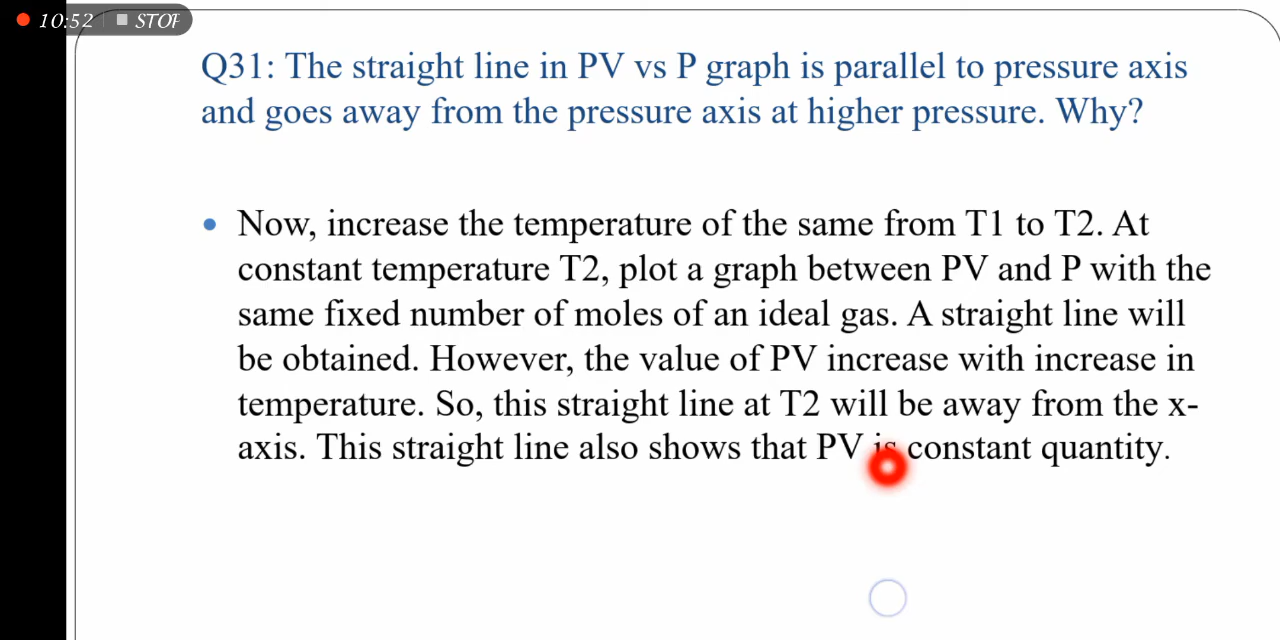 10:52 STOP
Q31: The straight line in PV vs P graph is parallel to pressure axis
and goes away from the pressure axis at higher pressure. Why?
• Now, increase the temperature of the same from T1 to T2. At
constant temperature T2, plot a graph between PV and P with the
same fixed number of moles of an ideal gas. A straight line will
be obtained. However, the value of PV increase with increase in
temperature. So, this straight line at T2 will be away from the x-
axis. This straight line also shows that PV is constant quantity.